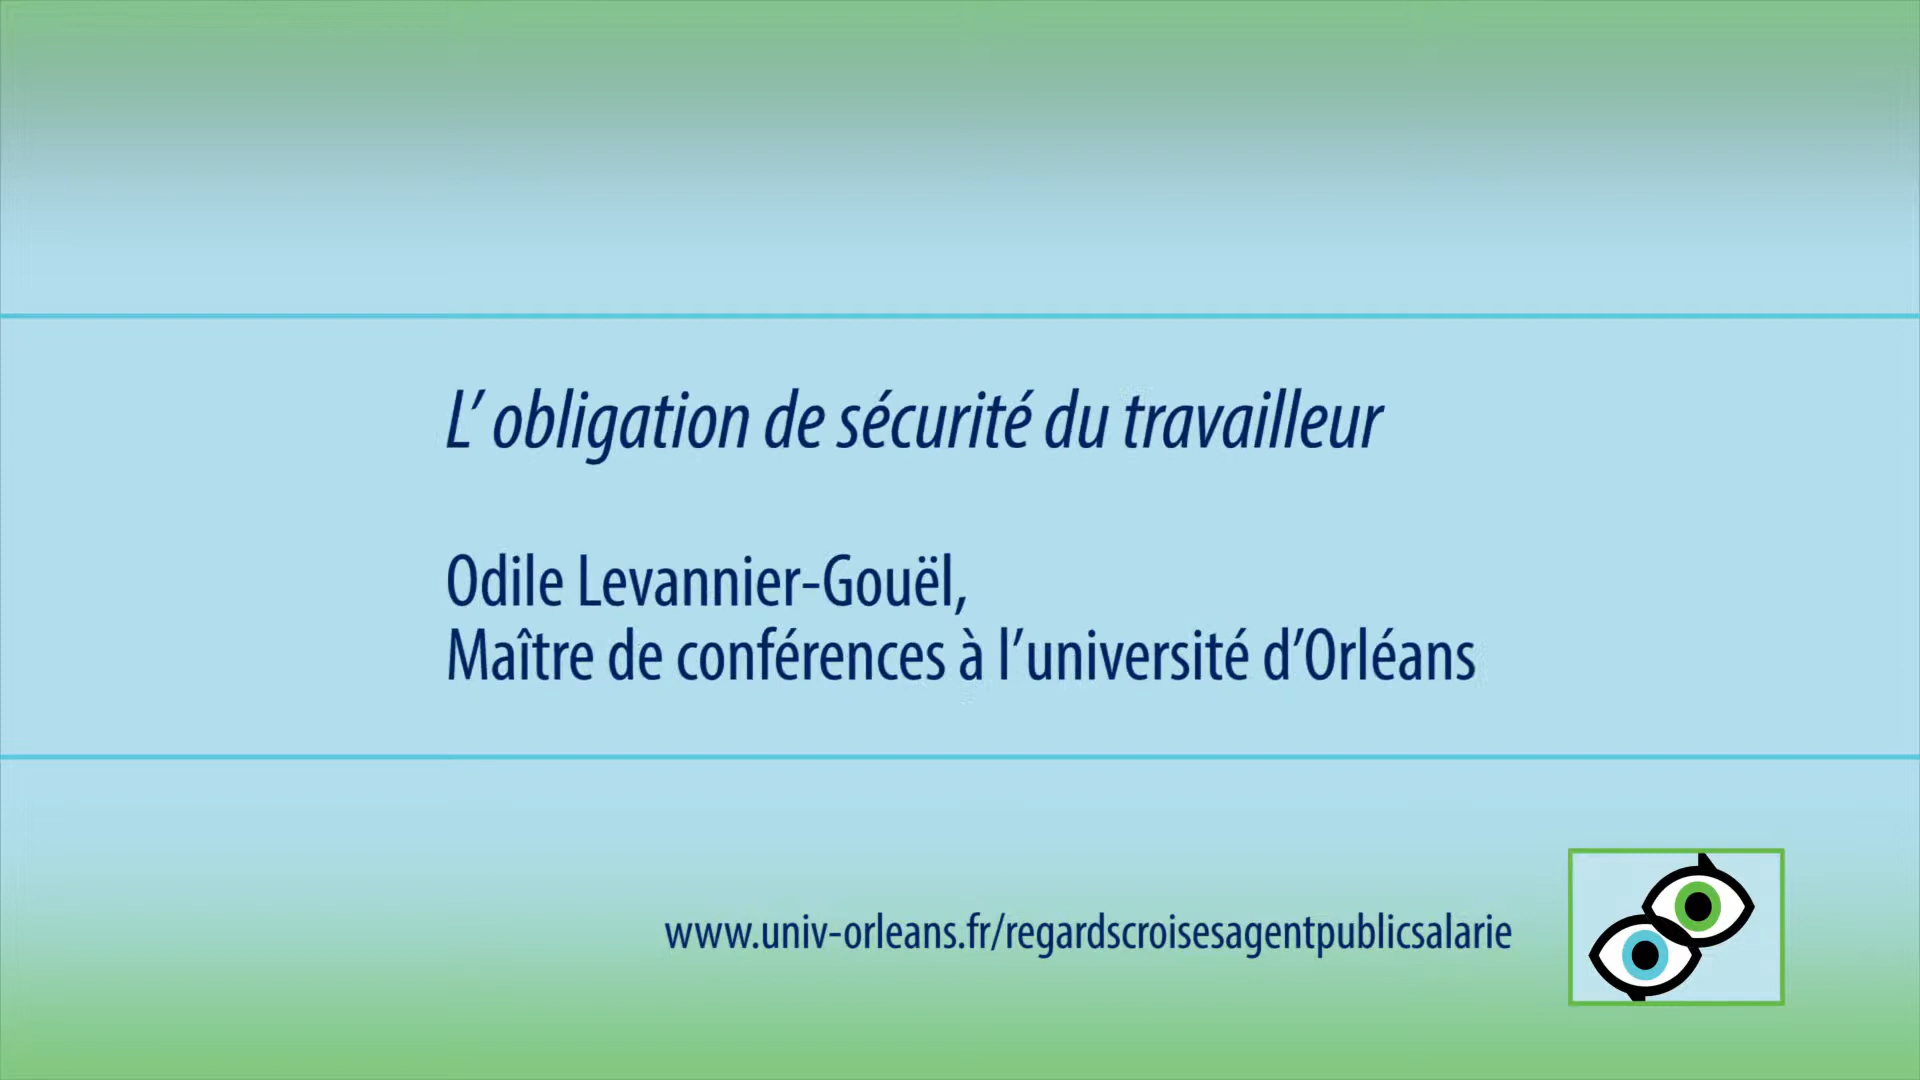 L’ obligation de sécurité du travailleur
Odile Levannier-Gouël,
Maître de conférences à l’université d’Orléans
www.univ-orleans.fr/regardscroisesagentpublicsalarie